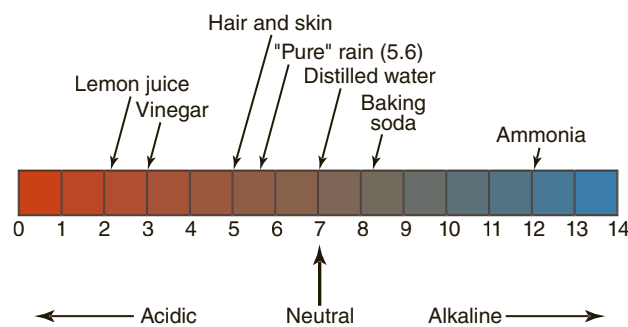 Hair and skin
"Pure" rain (5.6)
Distilled water
Lemon juice
Baking
soda
Vinegar
Ammonia
0 1 2 3 4 5 6 7 8 9 10 11 12 13 14
Acidic Neutral Alkaline